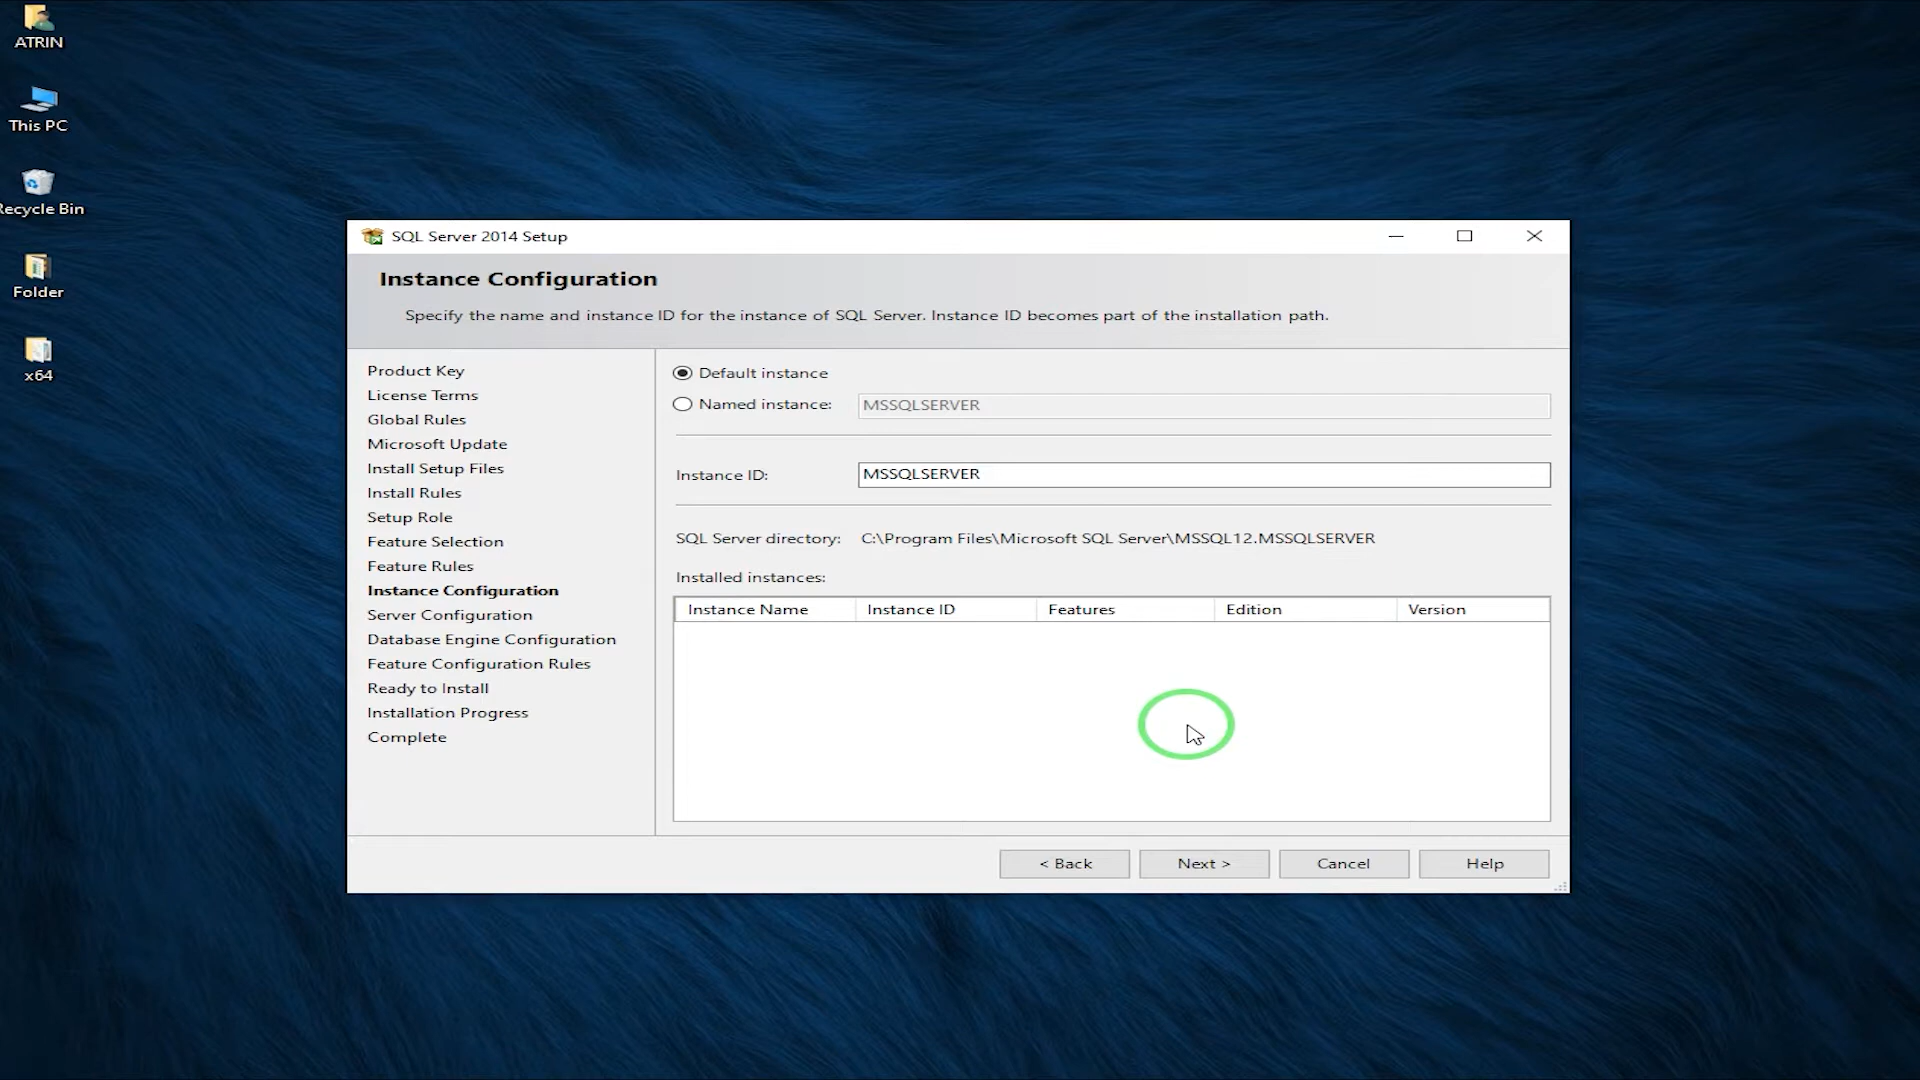 ATRIN
This PC
Recycle Bin
Folder
x64
SQL Server 2014 Setup
Instance Configuration
Specify the name and instance ID for the instance of SQL Server. Instance ID becomes part of the installation path.
Product Key
License Terms
Global Rules
Microsoft Update
Install Setup Files
Install Rules
Setup Role
Feature Selection
Feature Rules
Instance Configuration
Server Configuration
Database Engine Configuration
Feature Configuration Rules
Ready to Install
Installation Progress
Complete
Default instance
Named instance: MSSQLSERVER
Instance ID: MSSQLSERVER
SQL Server directory: C:\Program Files\Microsoft SQL Server\MSSQL12.MSSQLSERVER
Installed instances:
Instance Name Instance ID Features Edition Version
< Back Next > Cancel Help